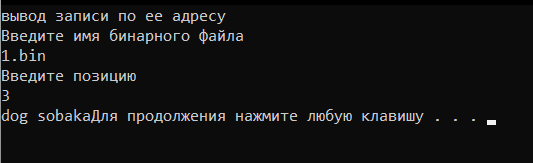 вывод записи по ее адресу
Введите имя бинарного файла
1.bin
Введите позицию
3
dog sobakaДля продолжения нажмите любую клавишу . . .